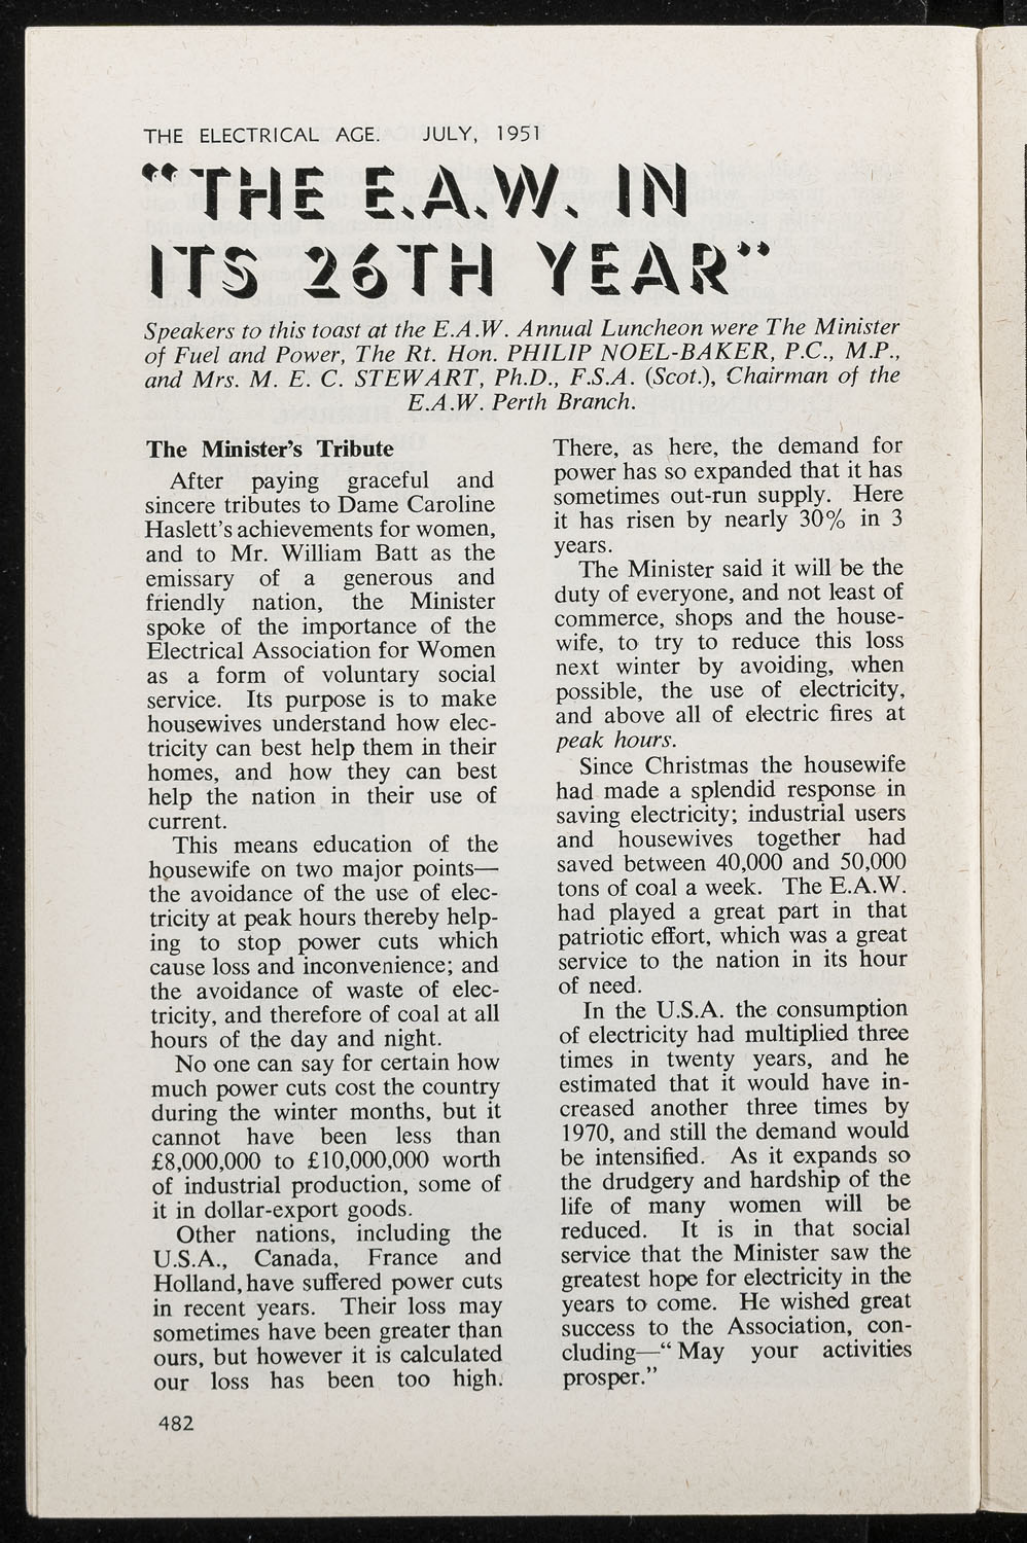 THE ELECTRICAL AGE. JULY, 1951
“THE E.A.W. IN
ITS 26TH YEAR”
Speakers to this toast at the E.A.W. Annual Luncheon were The Minister
of Fuel and Power, The Rt. Hon. PHILIP NOEL-BAKER, P.C., M.P.,
and Mrs. M. E. C. STEWART, Ph.D., F.S.A. (Scot.), Chairman of the
E.A.W. Perth Branch.
The Minister’s Tribute
After paying graceful and
sincere tributes to Dame Caroline
Haslett’s achievements for women,
and to Mr. William Batt as the
emissary of a generous and
friendly nation, the Minister
spoke of the importance of the
Electrical Association for Women
as a form of voluntary social
service. Its purpose is to make
housewives understand how elec-
tricity can best help them in their
homes, and how they can best
help the nation in their use of
current.
This means education of the
housewife on two major points—
the avoidance of the use of elec-
tricity at peak hours thereby help-
ing to stop power cuts which
cause loss and inconvenience; and
the avoidance of waste of elec-
tricity, and therefore of coal at all
hours of the day and night.
No one can say for certain how
much power cuts cost the country
during the winter months, but it
cannot have been less than
£8,000,000 to £10,000,000 worth
of industrial production, some of
it in dollar-export goods.
Other nations, including the
U.S.A., Canada, France and
Holland, have suffered power cuts
in recent years. Their loss may
sometimes have been greater than
ours, but however it is calculated
our loss has been too high.
There, as here, the demand for
power has so expanded that it has
sometimes out-run supply. Here
it has risen by nearly 30% in 3
years.
The Minister said it will be the
duty of everyone, and not least of
commerce, shops and the house-
wife, to try to reduce this loss
next winter by avoiding, when
possible, the use of electricity,
and above all of electric fires at
peak hours.
Since Christmas the housewife
had made a splendid response in
saving electricity; industrial users
and housewives together had
saved between 40,000 and 50,000
tons of coal a week. The E.A.W.
had played a great part in that
patriotic effort, which was a great
service to the nation in its hour
of need.
In the U.S.A. the consumption
of electricity had multiplied three
times in twenty years, and he
estimated that it would have in-
creased another three times by
1970, and still the demand would
be intensified. As it expands so
the drudgery and hardship of the
life of many women will be
reduced. It is in that social
service that the Minister saw the
greatest hope for electricity in the
years to come. He wished great
success to the Association, con-
cluding—“ May your activities
prosper.”
482